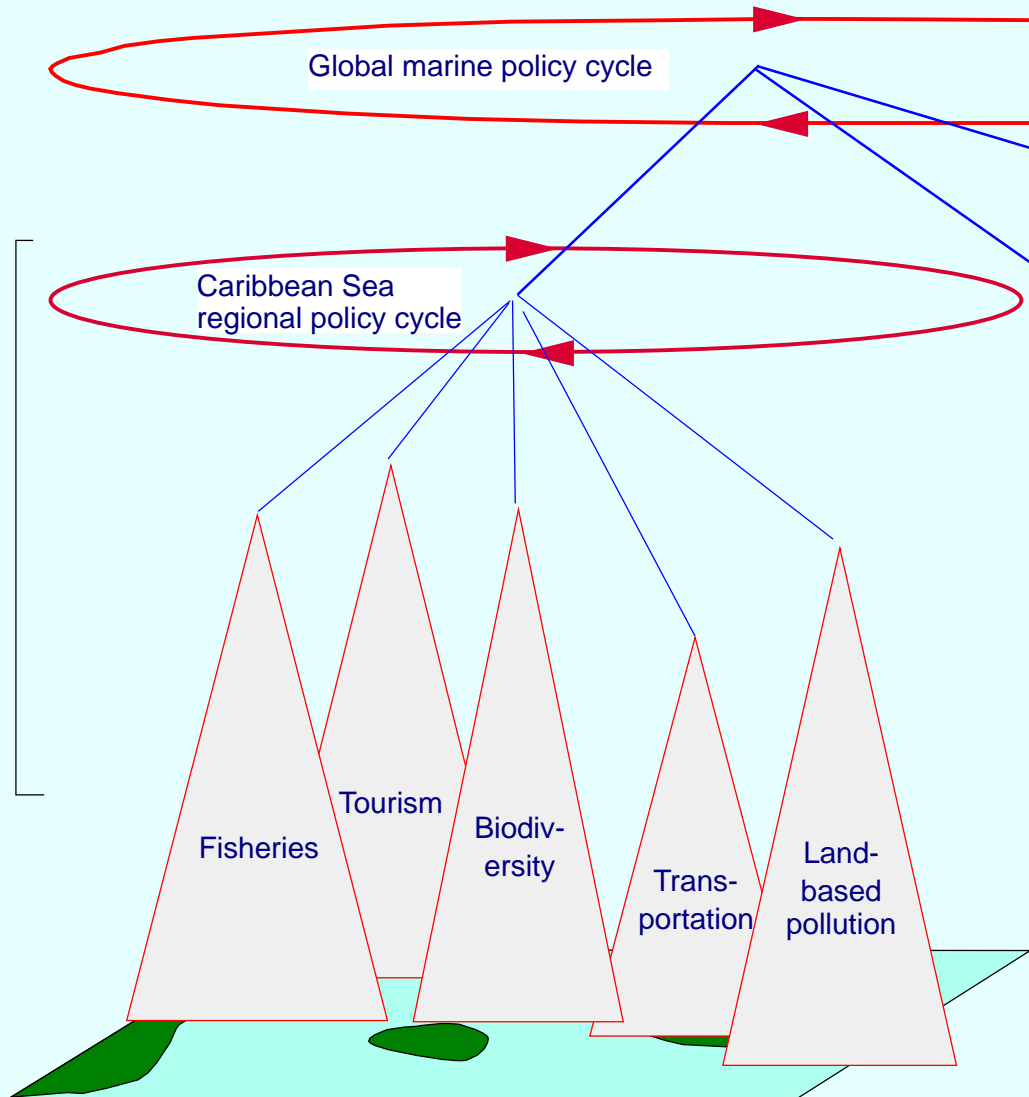 Global marine policy cycle
Caribbean Sea
regional policy cycle
Fisheries
Tourism
Biodiv-
ersity
Trans-
portation
Land-
based
pollution